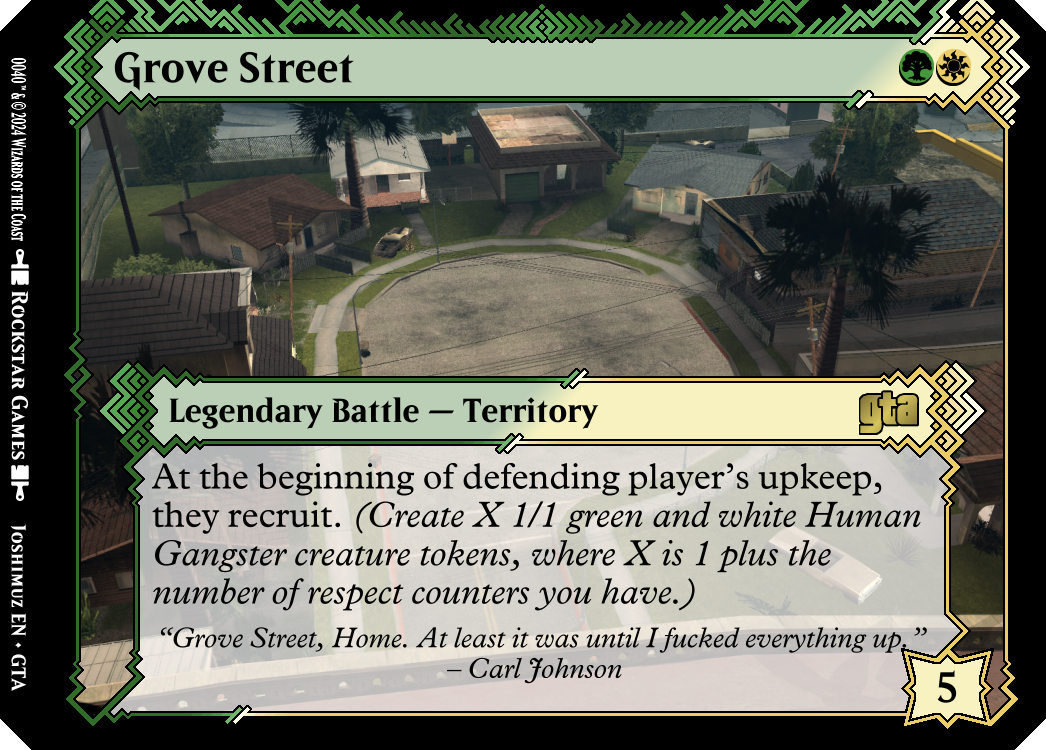 Grove Street
Legendary Battle — Territory
gta
At the beginning of defending player’s upkeep,
they recruit. (Create X 1/1 green and white Human
Gangster creature tokens, where X is 1 plus the
number of respect counters you have.)
“Grove Street, Home. At least it was until I fucked everything up.”
– Carl Johnson
5
0040 ™ & © 2024 Wizards of the Coast Rockstar Games Joshimuz EN • GTA